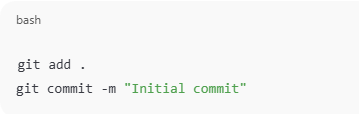 bash
git add .
git commit -m "Initial commit"